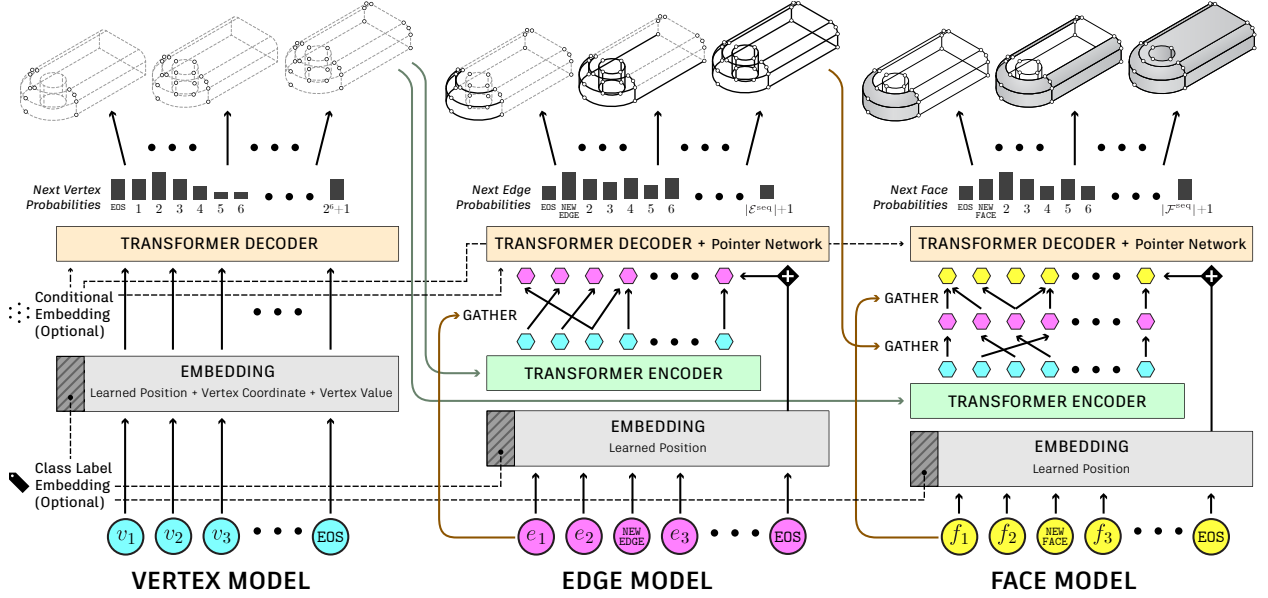 Next Vertex
Probabilities
EOS 1 2 3 4 5 6 2⁶+1
TRANSFORMER DECODER
Conditional
Embedding
(Optional)
EMBEDDING
Learned Position + Vertex Coordinate + Vertex Value
Class Label
Embedding
(Optional)
v₁ v₂ v₃ EOS
VERTEX MODEL
Next Edge
Probabilities
EOS NEW EDGE 2 3 4 5 6 |ℰˢᵉᑫ|+1
TRANSFORMER DECODER + Pointer Network
GATHER
TRANSFORMER ENCODER
EMBEDDING
Learned Position
e₁ e₂ NEW EDGE e₃ EOS
EDGE MODEL
Next Face
Probabilities
EOS NEW FACE 2 3 4 5 6 |ℱˢᵉᑫ|+1
TRANSFORMER DECODER + Pointer Network
GATHER
GATHER
TRANSFORMER ENCODER
EMBEDDING
Learned Position
f₁ f₂ NEW FACE f₃ EOS
FACE MODEL